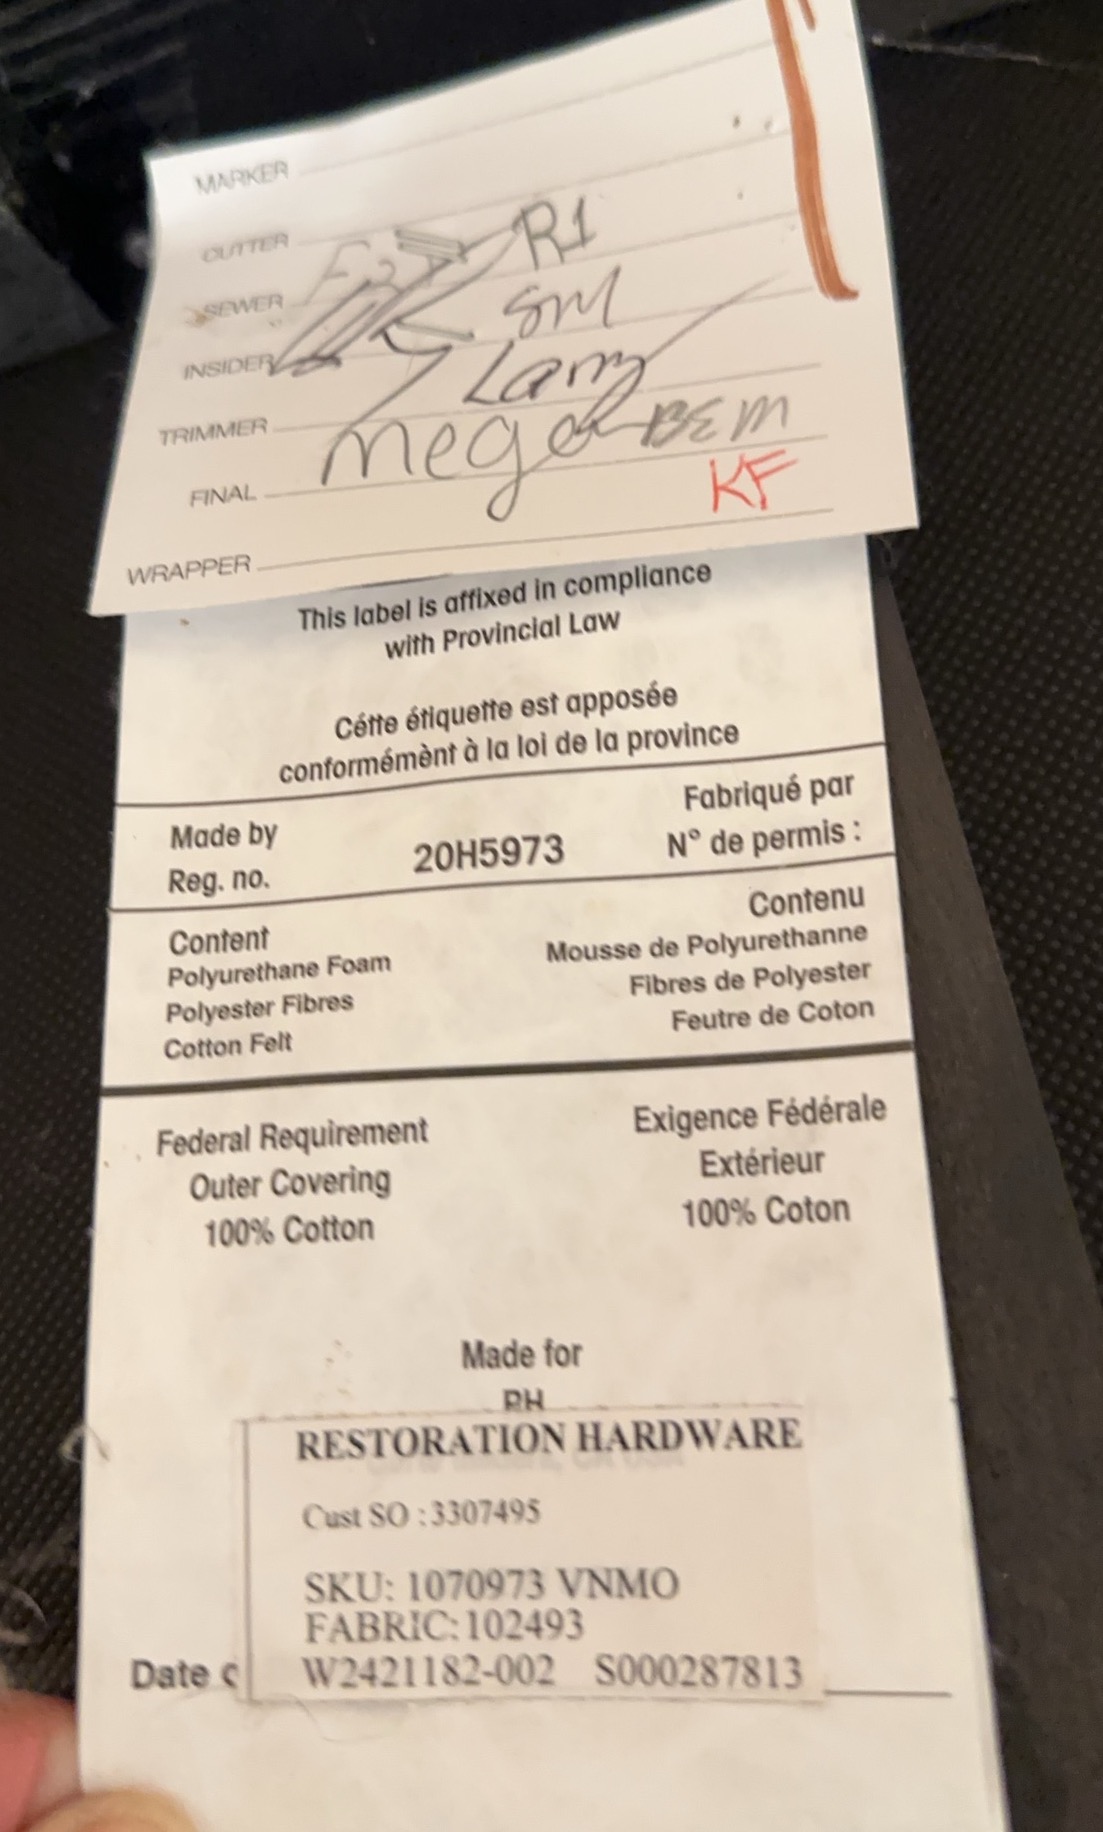 MARKER
CUTTER R1
SEWER SM
INSIDER
TRIMMER
FINAL BEM
KF
WRAPPER
This label is affixed in compliance
with Provincial Law
Cétte étiquette est apposée
conformémènt à la loi de la province
Made by Fabriqué par
Reg. no. 20H5973 N° de permis :
Content Contenu
Polyurethane Foam Mousse de Polyurethanne
Polyester Fibres Fibres de Polyester
Cotton Felt Feutre de Coton
Federal Requirement Exigence Fédérale
Outer Covering Extérieur
100% Cotton 100% Coton
Made for
RH
RESTORATION HARDWARE
Cust SO : 3307495
SKU: 1070973 VNMO
FABRIC: 102493
Date W2421182-002 S000287813